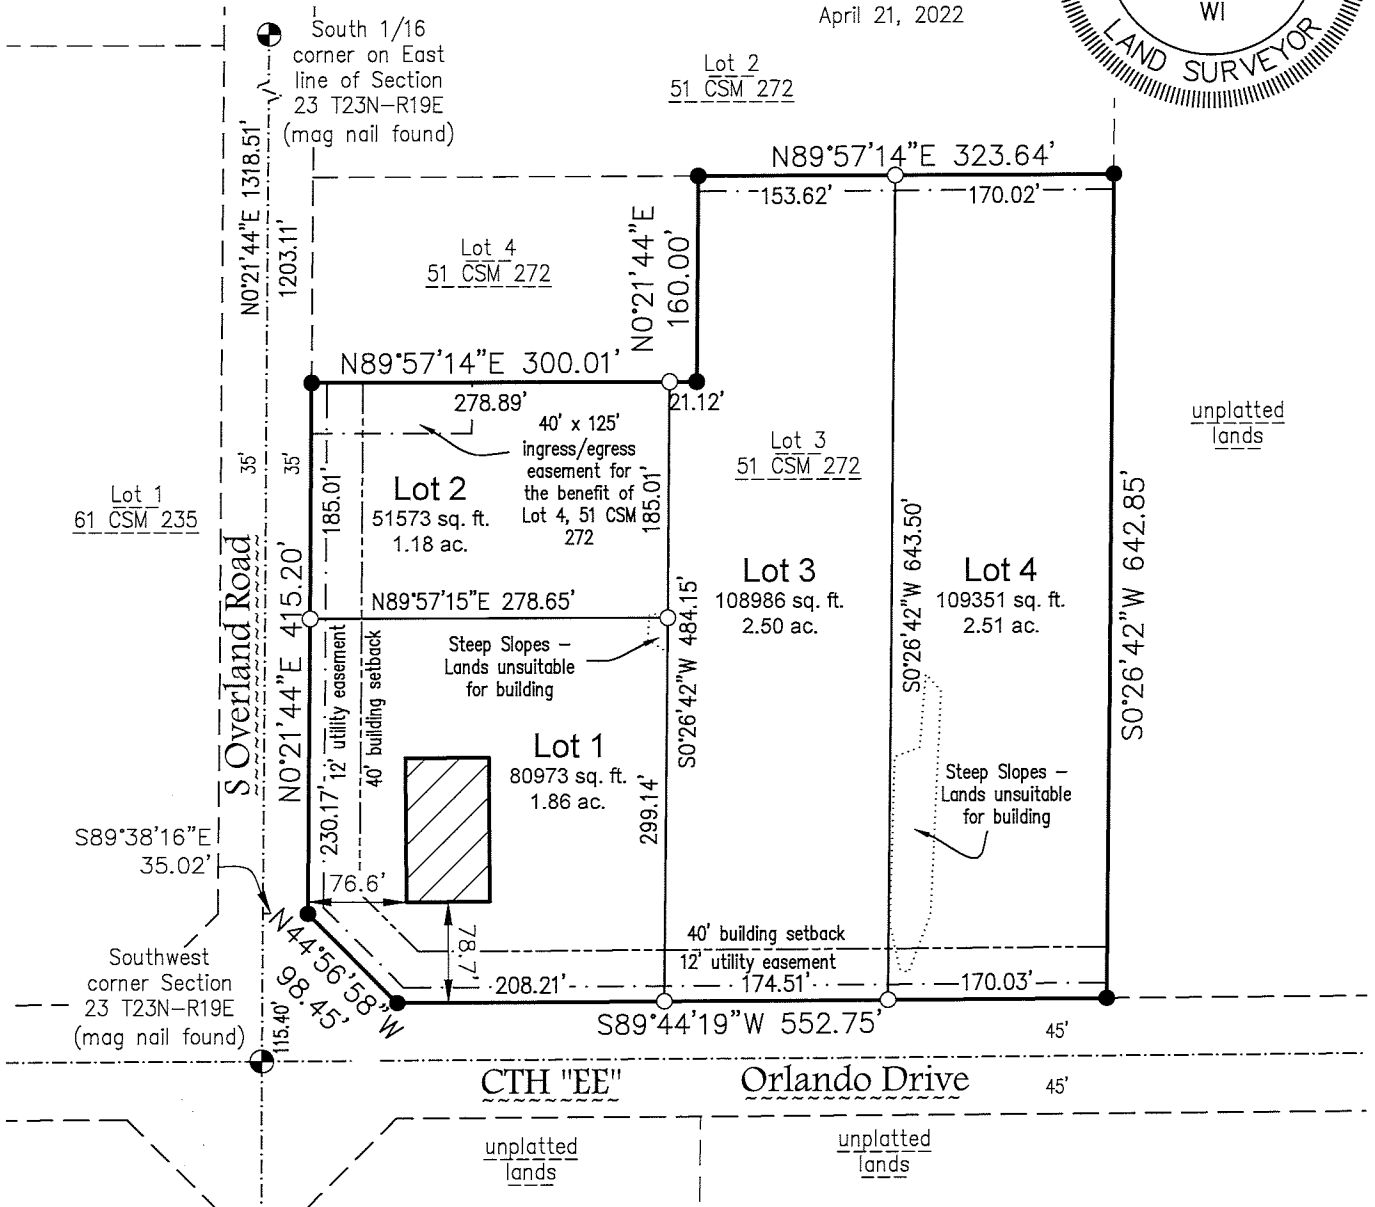 April 21, 2022
WI
LAND SURVEYOR
South 1/16
corner on East
line of Section
23 T23N-R19E
(mag nail found)
Lot 2
51 CSM 272
N89°57'14"E 323.64'
153.62'
170.02'
N0°21'44"E 1318.51'
1203.11'
Lot 4
51 CSM 272
N0°21'44"E
160.00'
N89°57'14"E 300.01'
278.89'
21.12'
40' x 125'
ingress/egress
easement for
the benefit of
Lot 4, 51 CSM
272
Lot 3
51 CSM 272
unplatted
lands
35'
35'
185.01'
Lot 2
51573 sq. ft.
1.18 ac.
185.01'
Lot 1
61 CSM 235
S Overland Road
N0°21'44"E 415.20'
N89°57'15"E 278.65'
S0°26'42"W 484.15'
Lot 3
108986 sq. ft.
2.50 ac.
S0°26'42"W 643.50'
Lot 4
109351 sq. ft.
2.51 ac.
S0°26'42"W 642.85'
12' utility easement
40' building setback
Steep Slopes –
Lands unsuitable
for building
Lot 1
80973 sq. ft.
1.86 ac.
230.17'
299.14'
Steep Slopes –
Lands unsuitable
for building
S89°38'16"E
35.02'
76.6'
78.7'
N44°56'58"W
98.45'
40' building setback
12' utility easement
208.21'
174.51'
170.03'
Southwest
corner Section
23 T23N-R19E
(mag nail found)
115.40'
S89°44'19"W 552.75'
45'
CTH "EE"
Orlando Drive
45'
unplatted
lands
unplatted
lands